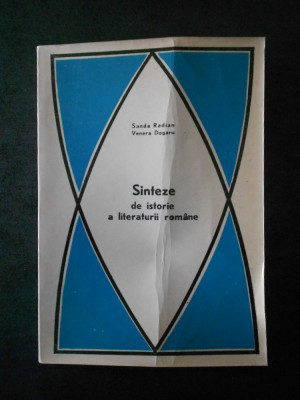 Sanda Radian
Venera Dogaru
Sinteze
de istorie
a literaturii române